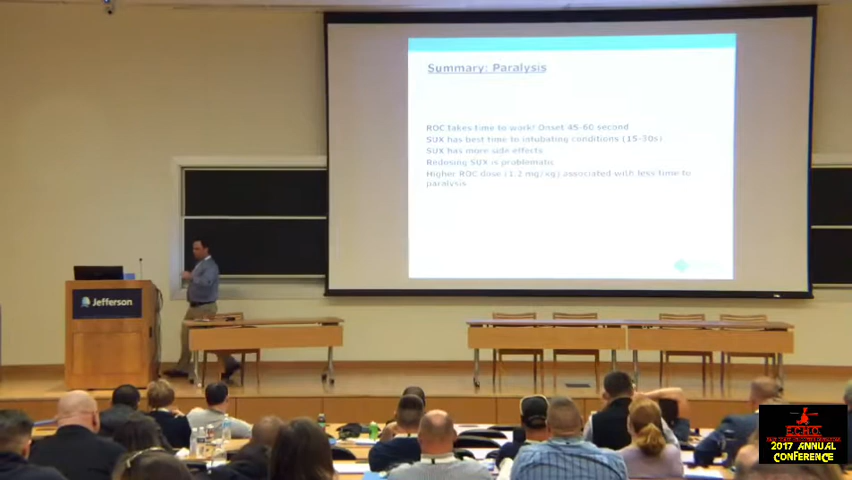 Summary: Paralysis
ROC takes time to work! Onset 45-60 second
SUX has best time to intubating conditions (15-30s)
SUX has more side effects
Redosing SUX is problematic
Higher ROC dose (1.2 mg/kg) associated with less time to
paralysis
Jefferson
ECHO
2017 ANNUAL
CONFERENCE